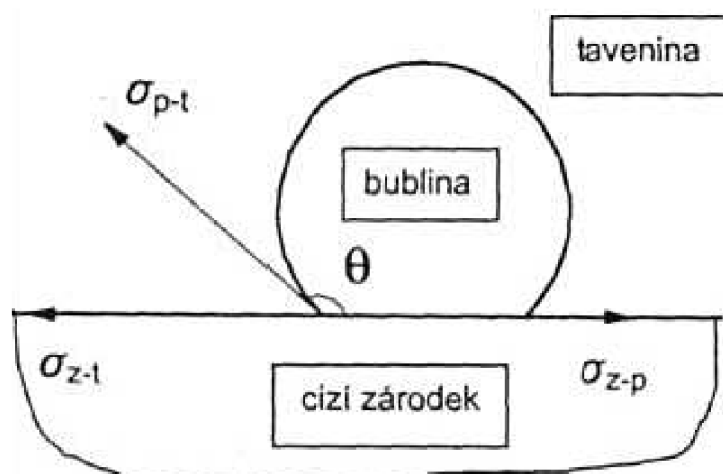 tavenina
σp-t
bublina
θ
σz-t
σz-p
cizí zárodek